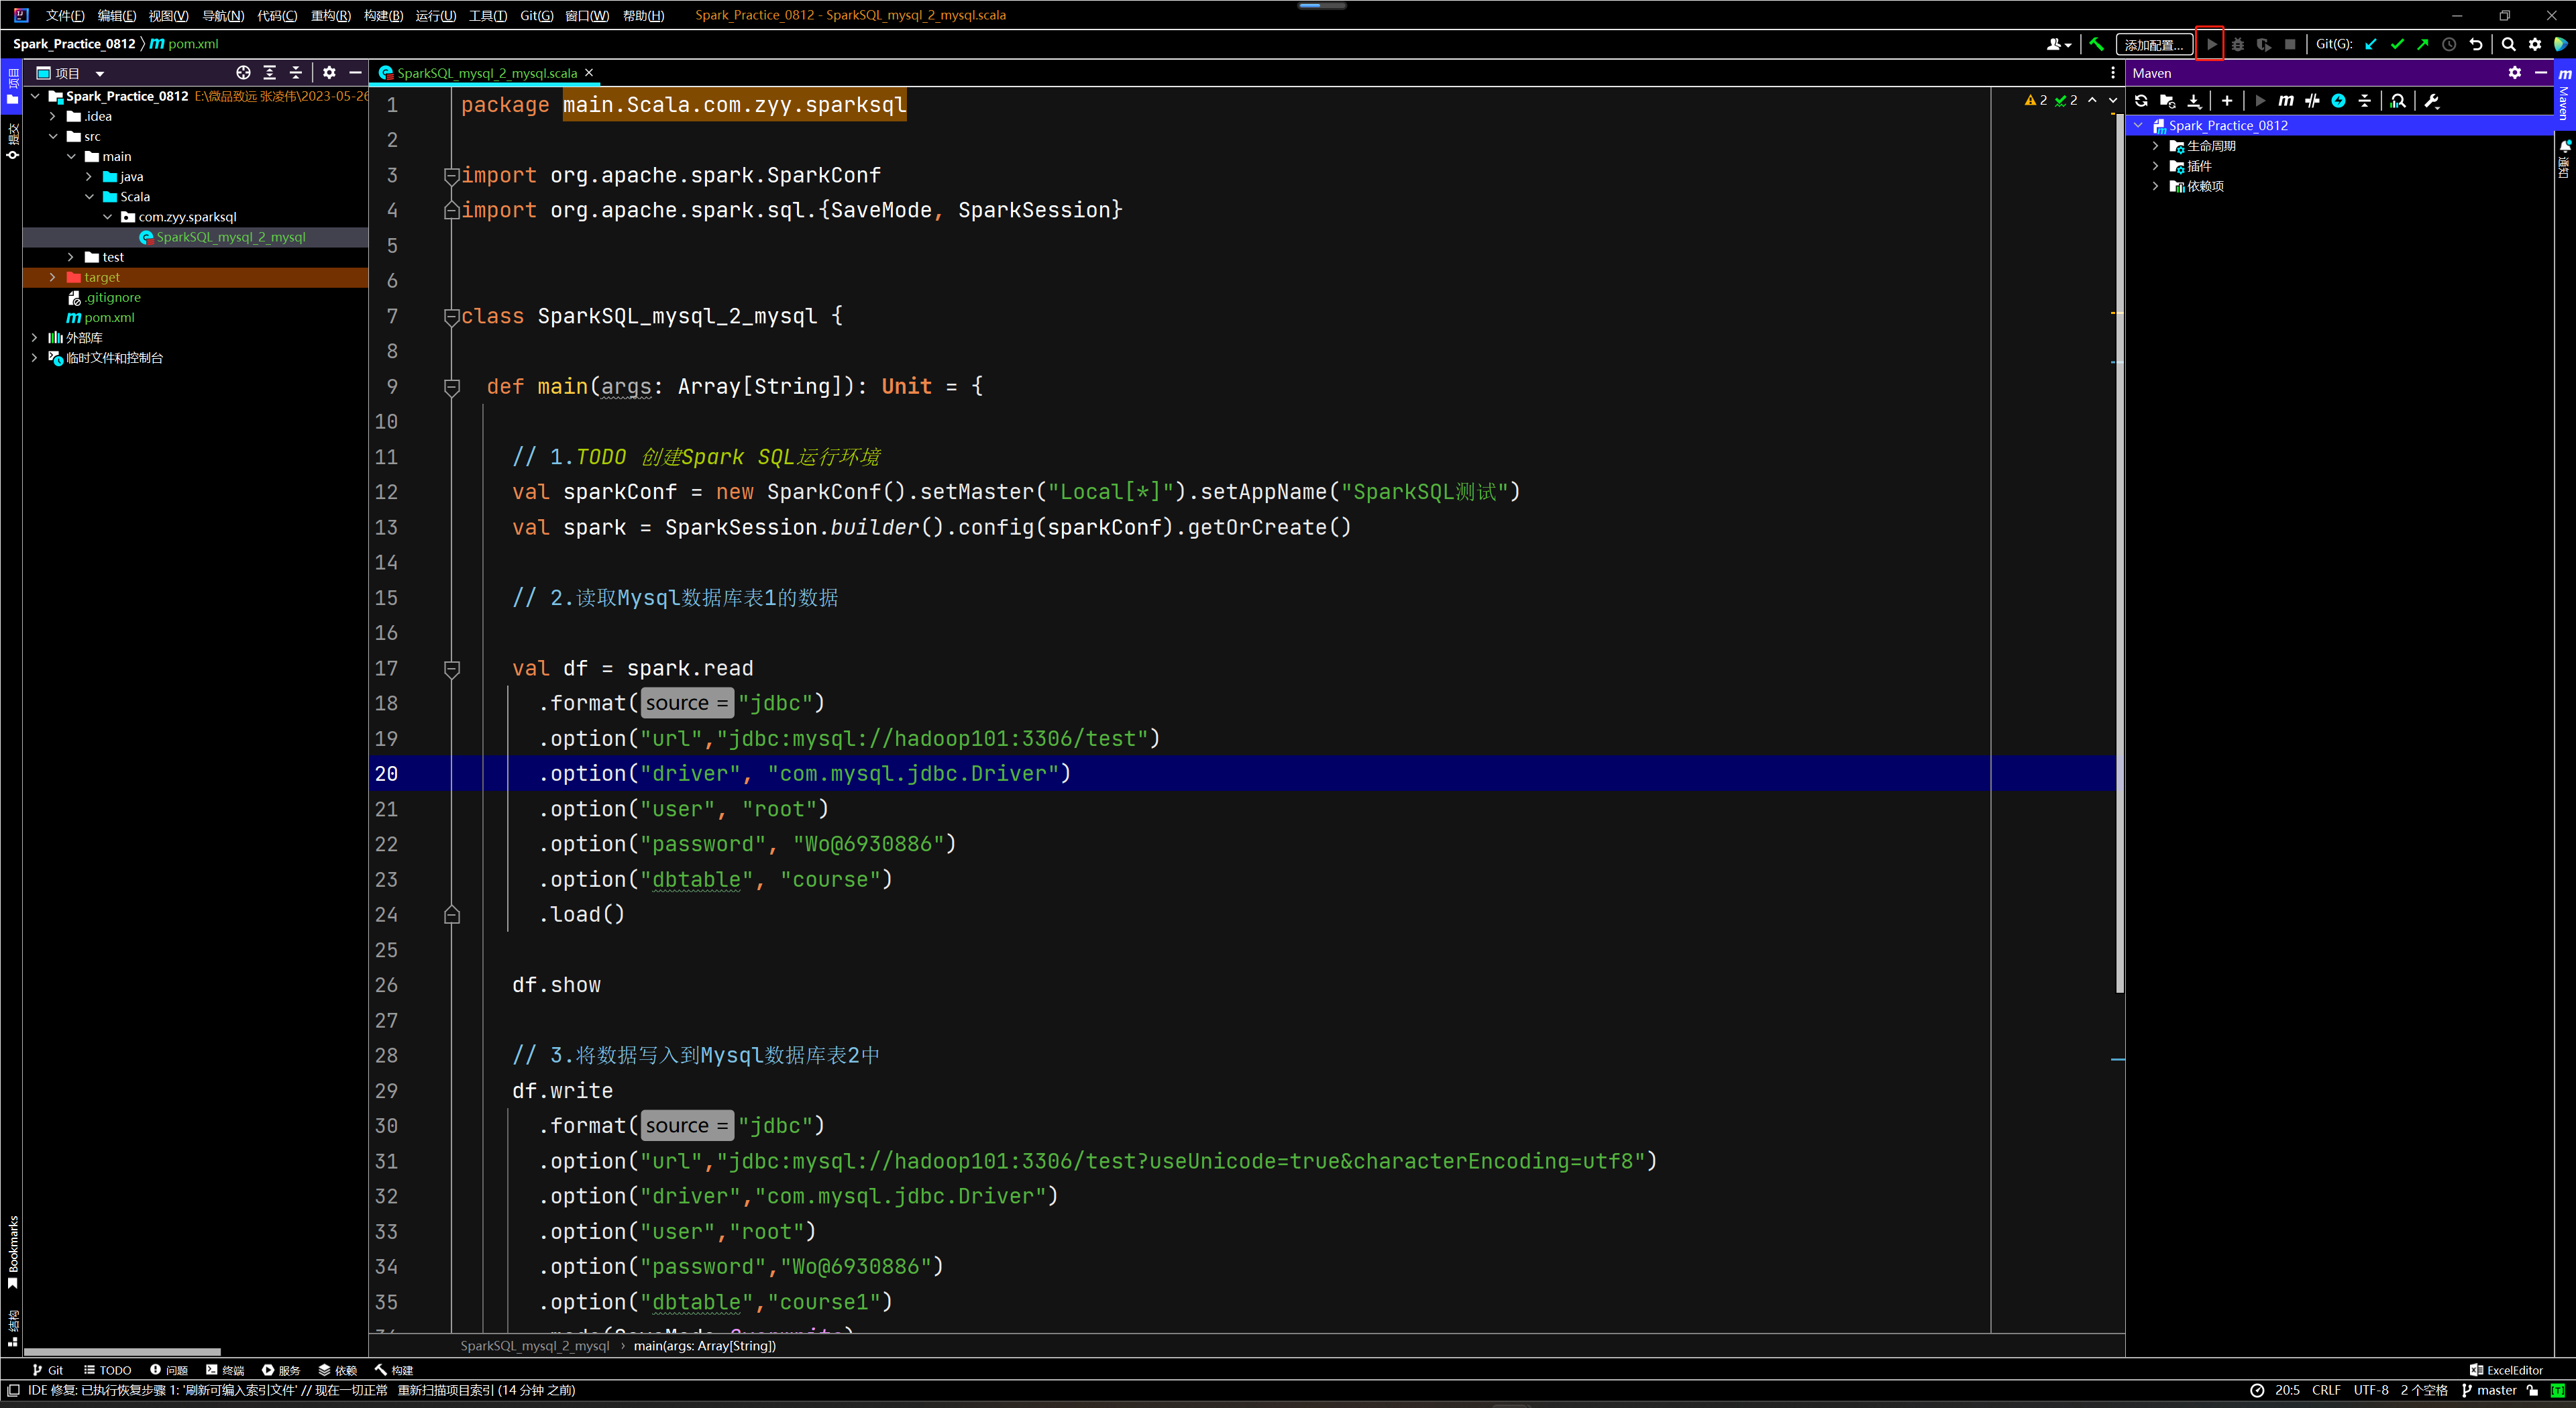 文件(F) 编辑(E) 视图(V) 导航(N) 代码(C) 重构(R) 构建(B) 运行(U) 工具(T) Git(G) 窗口(W) 帮助(H) Spark_Practice_0812 - SparkSQL_mysql_2_mysql.scala
Spark_Practice_0812 pom.xml 添加配置... Git(G):
项目
SparkSQL_mysql_2_mysql.scala
Maven
Spark_Practice_0812 E:\微品致远 张凌伟\2023-05-26
.idea
src
main
java
Scala
com.zyy.sparksql
SparkSQL_mysql_2_mysql
test
target
.gitignore
pom.xml
外部库
临时文件和控制台
项目
提交
Bookmarks
结构
1 package main.Scala.com.zyy.sparksql
2
3 import org.apache.spark.SparkConf
4 import org.apache.spark.sql.{SaveMode, SparkSession}
5
6
7 class SparkSQL_mysql_2_mysql {
8
9 def main(args: Array[String]): Unit = {
10
11 // 1.TODO 创建Spark SQL运行环境
12 val sparkConf = new SparkConf().setMaster("Local[*]").setAppName("SparkSQL测试")
13 val spark = SparkSession.builder().config(sparkConf).getOrCreate()
14
15 // 2.读取Mysql数据库表1的数据
16
17 val df = spark.read
18 .format( source = "jdbc")
19 .option("url","jdbc:mysql://hadoop101:3306/test")
20 .option("driver", "com.mysql.jdbc.Driver")
21 .option("user", "root")
22 .option("password", "Wo@6930886")
23 .option("dbtable", "course")
24 .load()
25
26 df.show
27
28 // 3.将数据写入到Mysql数据库表2中
29 df.write
30 .format( source = "jdbc")
31 .option("url","jdbc:mysql://hadoop101:3306/test?useUnicode=true&characterEncoding=utf8")
32 .option("driver","com.mysql.jdbc.Driver")
33 .option("user","root")
34 .option("password","Wo@6930886")
35 .option("dbtable","course1")
SparkSQL_mysql_2_mysql › main(args: Array[String])
2 2
Spark_Practice_0812
生命周期
插件
依赖项
Maven
通知
Git TODO 问题 终端 服务 依赖 构建 ExcelEditor
IDE 修复: 已执行恢复步骤 1: '刷新可编入索引文件' // 现在一切正常 重新扫描项目索引 (14 分钟 之前) 20:5 CRLF UTF-8 2 个空格 master